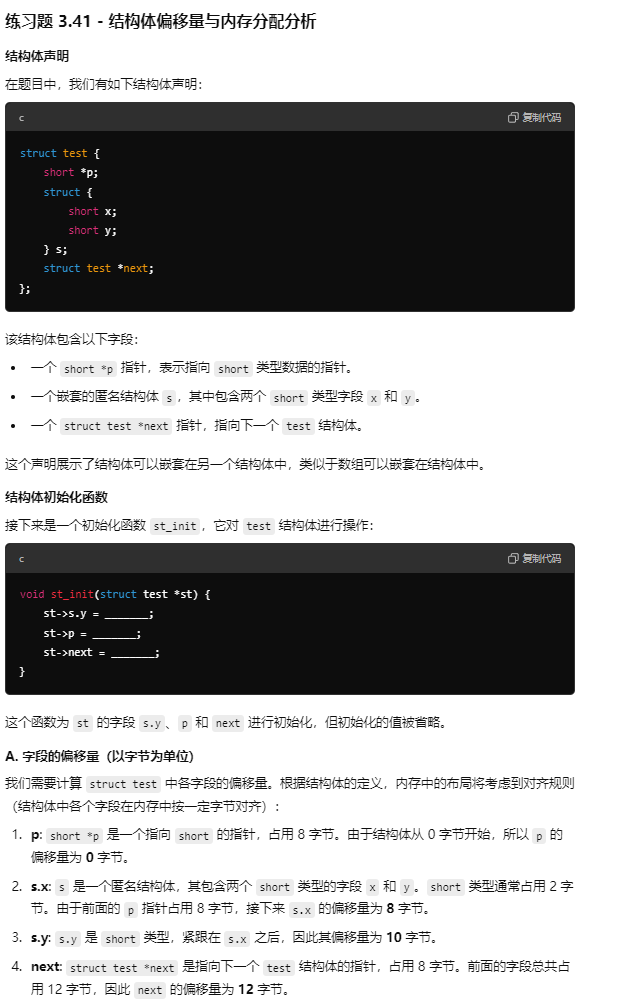 练习题 3.41 - 结构体偏移量与内存分配分析
结构体声明
在题目中，我们有如下结构体声明：
c 复制代码
struct test {
    short *p;
    struct {
        short x;
        short y;
    } s;
    struct test *next;
};
该结构体包含以下字段：
• 一个 short *p 指针，表示指向 short 类型数据的指针。
• 一个嵌套的匿名结构体 s，其中包含两个 short 类型字段 x 和 y。
• 一个 struct test *next 指针，指向下一个 test 结构体。
这个声明展示了结构体可以嵌套在另一个结构体中，类似于数组可以嵌套在结构体中。
结构体初始化函数
接下来是一个初始化函数 st_init，它对 test 结构体进行操作：
c 复制代码
void st_init(struct test *st) {
    st->s.y = _______;
    st->p = _______;
    st->next = _______;
}
这个函数为 st 的字段 s.y、p 和 next 进行初始化，但初始化的值被省略。
A. 字段的偏移量（以字节为单位）
我们需要计算 struct test 中各字段的偏移量。根据结构体的定义，内存中的布局将考虑到对齐规则
（结构体中各个字段在内存中按一定字节对齐）：
1. p: short *p 是一个指向 short 的指针，占用 8 字节。由于结构体从 0 字节开始，所以 p 的
偏移量为 0 字节。
2. s.x: s 是一个匿名结构体，其包含两个 short 类型的字段 x 和 y。short 类型通常占用 2 字
节。由于前面的 p 指针占用 8 字节，接下来 s.x 的偏移量为 8 字节。
3. s.y: s.y 是 short 类型，紧跟在 s.x 之后，因此其偏移量为 10 字节。
4. next: struct test *next 是指向下一个 test 结构体的指针，占用 8 字节。前面的字段总共占
用 12 字节，因此 next 的偏移量为 12 字节。